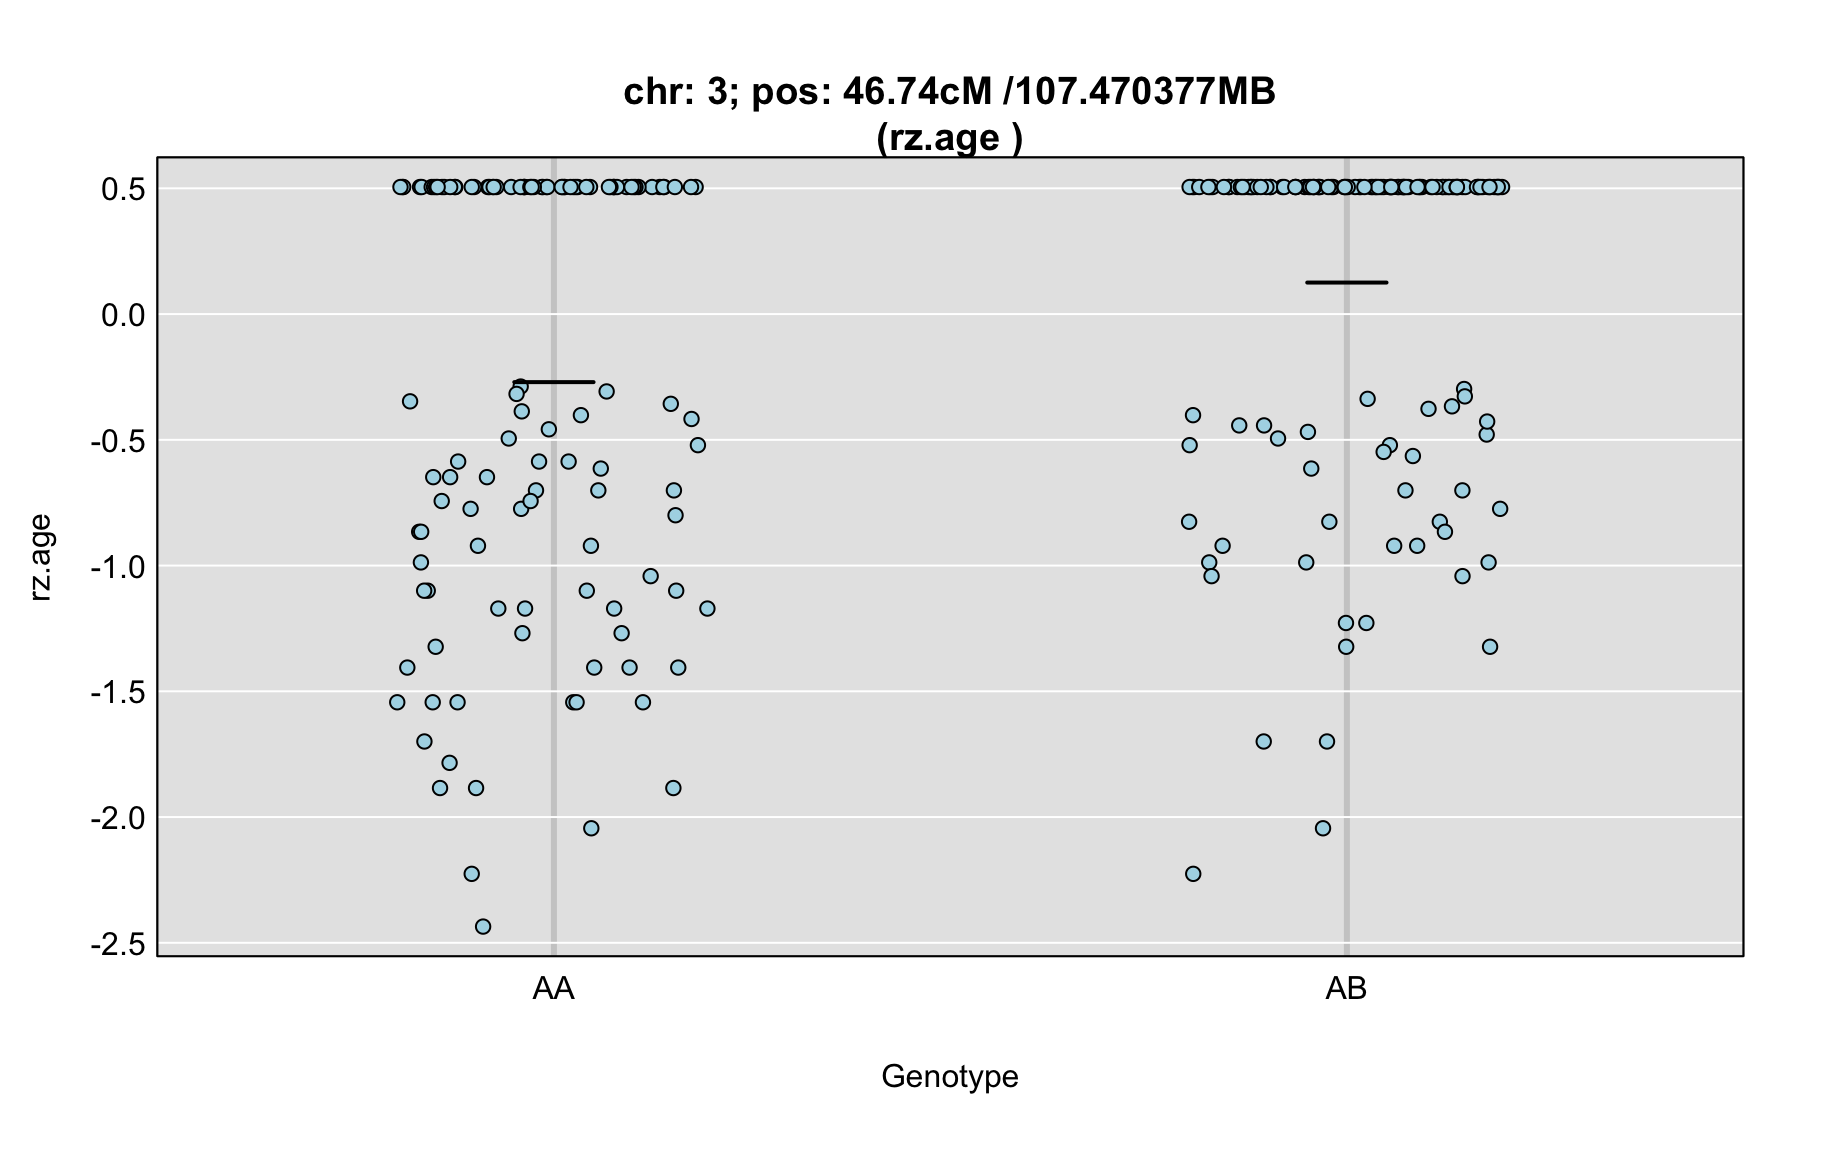 chr: 3; pos: 46.74cM /107.470377MB
(rz.age )
0.5
0.0
-0.5
-1.0
-1.5
-2.0
-2.5
rz.age
AA
AB
Genotype